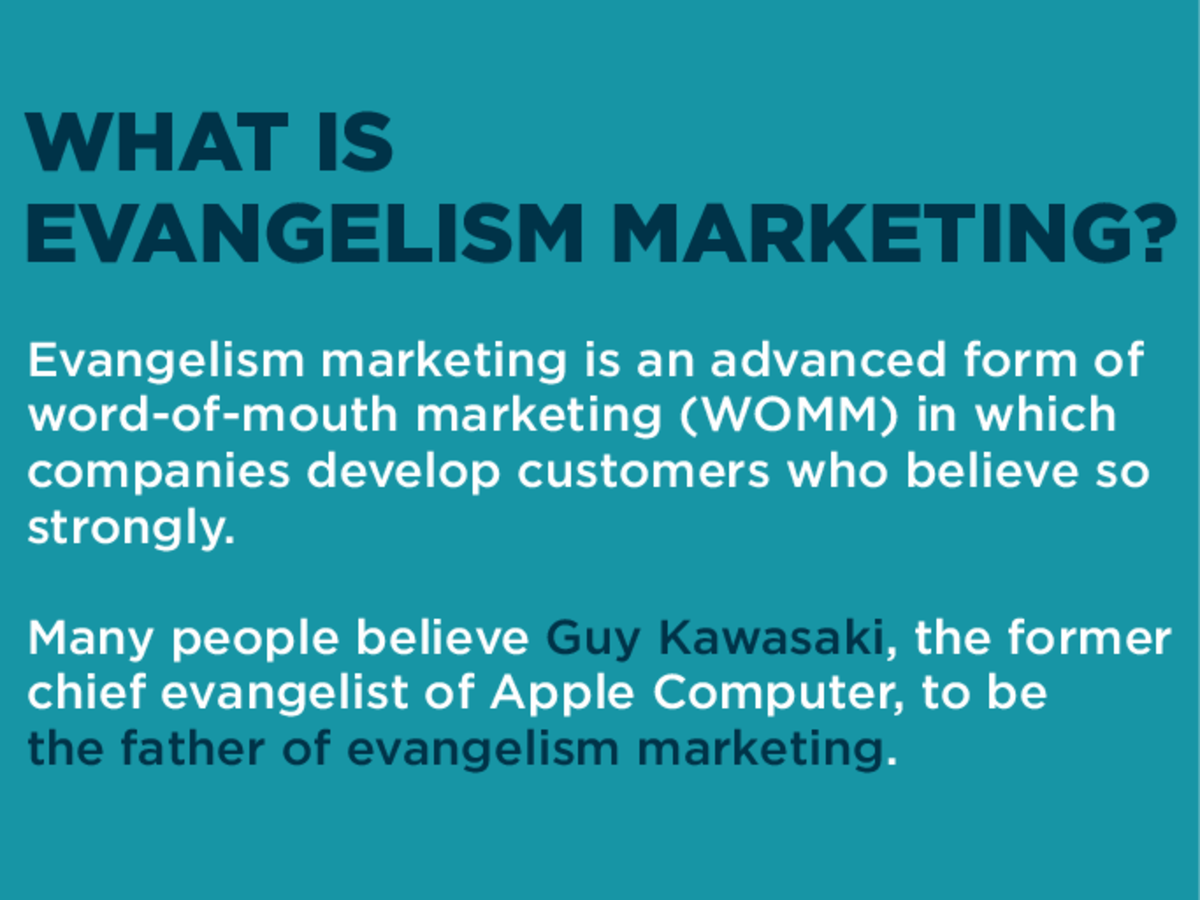 WHAT IS
EVANGELISM MARKETING?
Evangelism marketing is an advanced form of
word-of-mouth marketing (WOMM) in which
companies develop customers who believe so
strongly.
Many people believe Guy Kawasaki, the former
chief evangelist of Apple Computer, to be
the father of evangelism marketing.